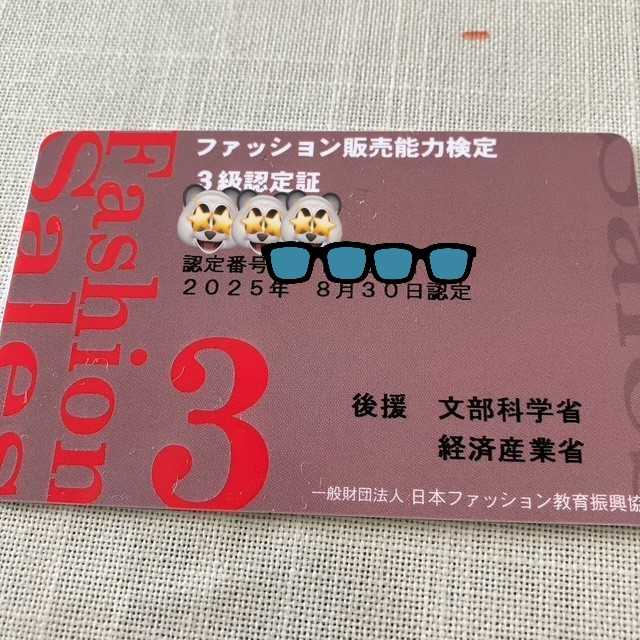 Fashion
Sales
3
ファッション販売能力検定
3級認定証
認定番号
2025年 8月30日認定
後援 文部科学省
経済産業省
一般財団法人 日本ファッション教育振興協